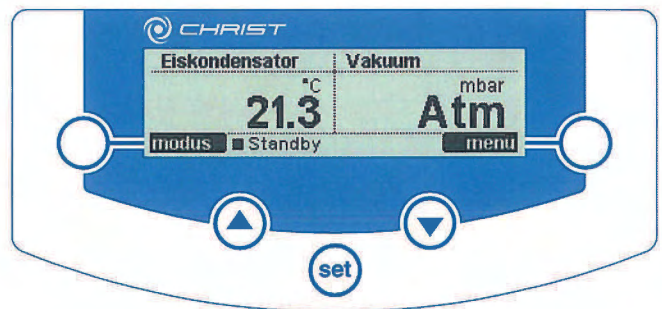 CHRIST
Eiskondensator Vakuum
°C mbar
21.3 Atm
modus Standby menu
set